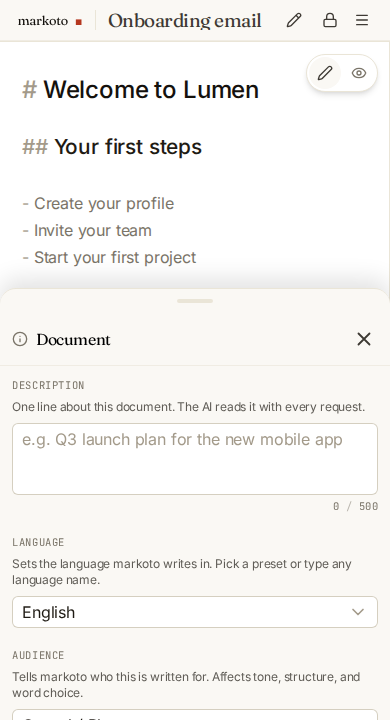 markoto
Onboarding email
# Welcome to Lumen
## Your first steps
- Create your profile
- Invite your team
- Start your first project
Document
DESCRIPTION
One line about this document. The AI reads it with every request.
e.g. Q3 launch plan for the new mobile app
0 / 500
LANGUAGE
Sets the language markoto writes in. Pick a preset or type any
language name.
English
AUDIENCE
Tells markoto who this is written for. Affects tone, structure, and
word choice.